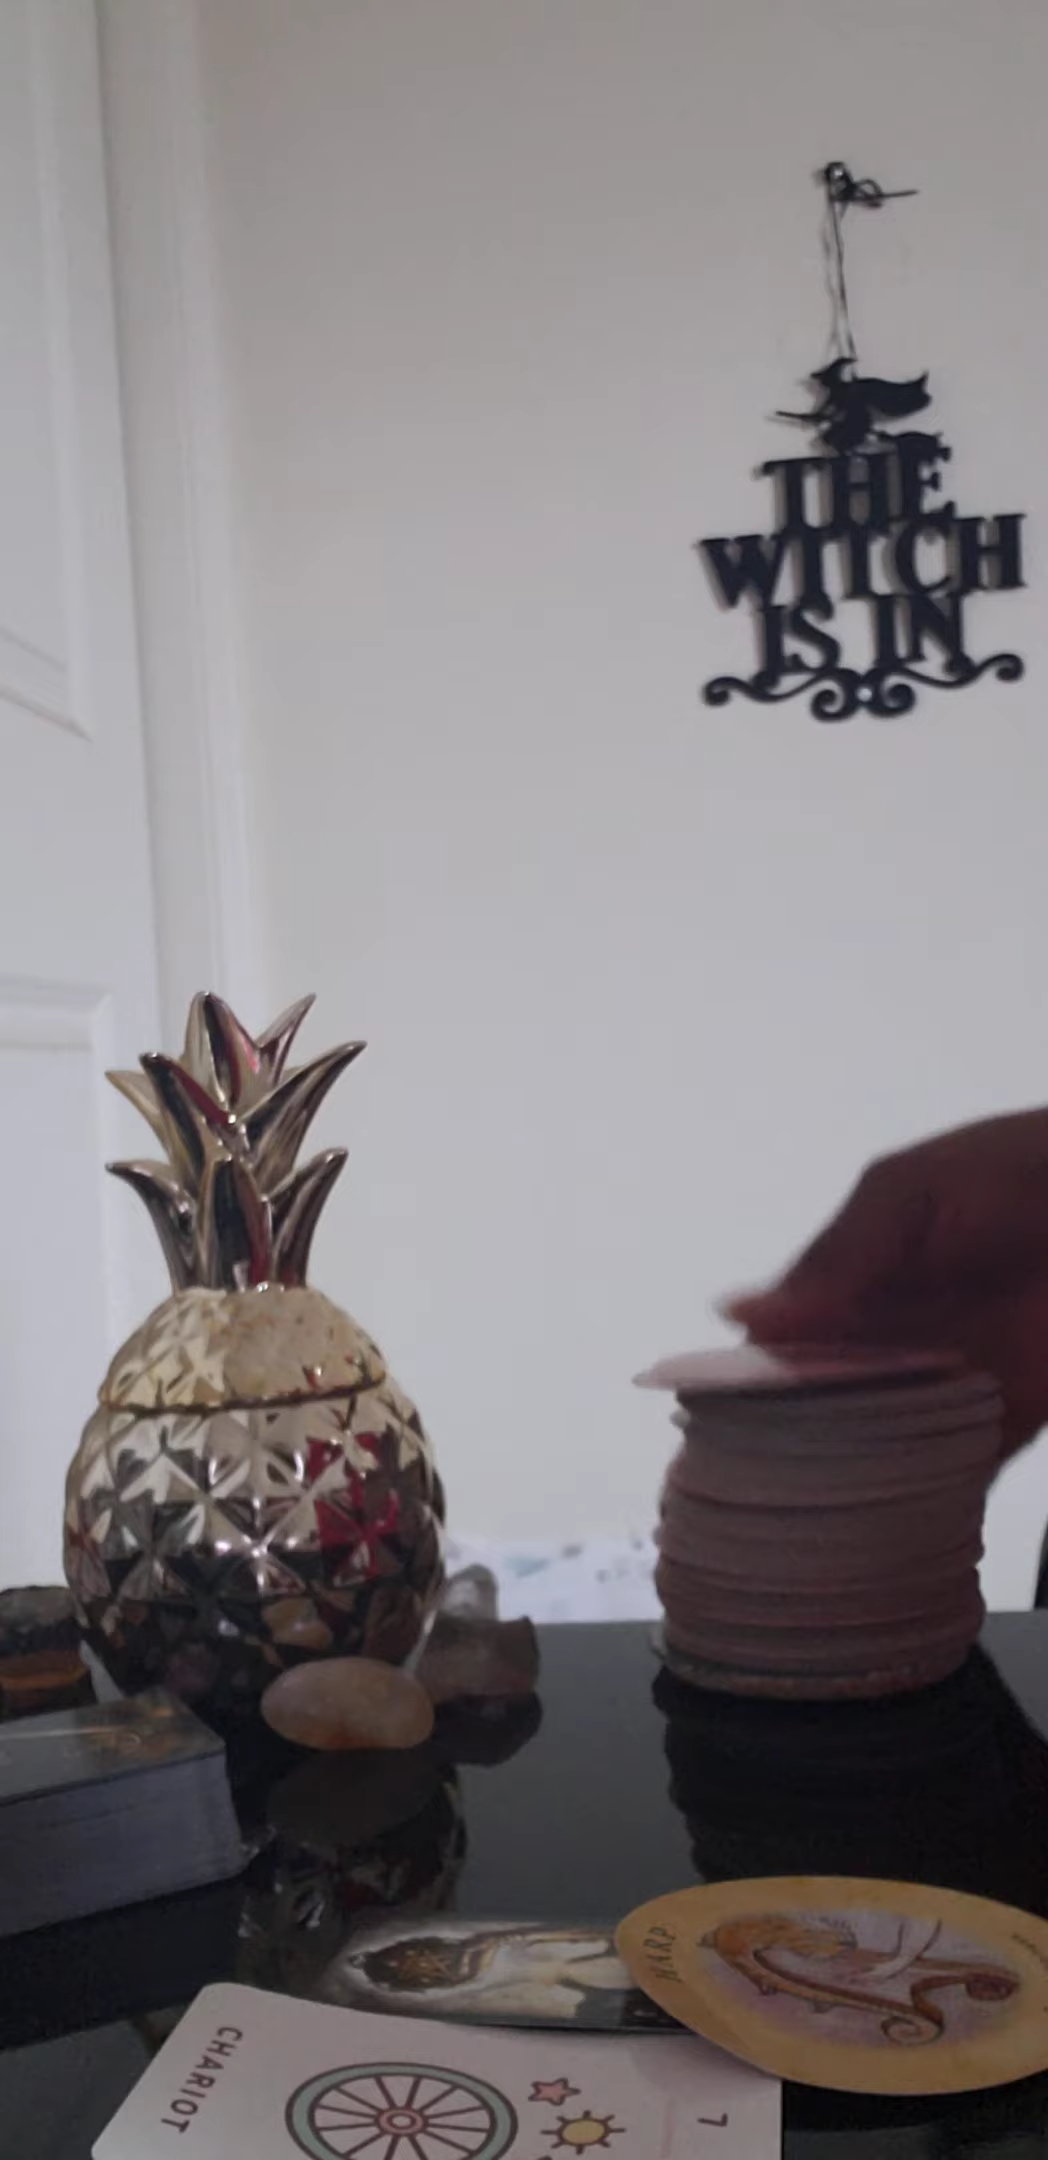 THE
WITCH
IS IN
HARP
CHARIOT
7